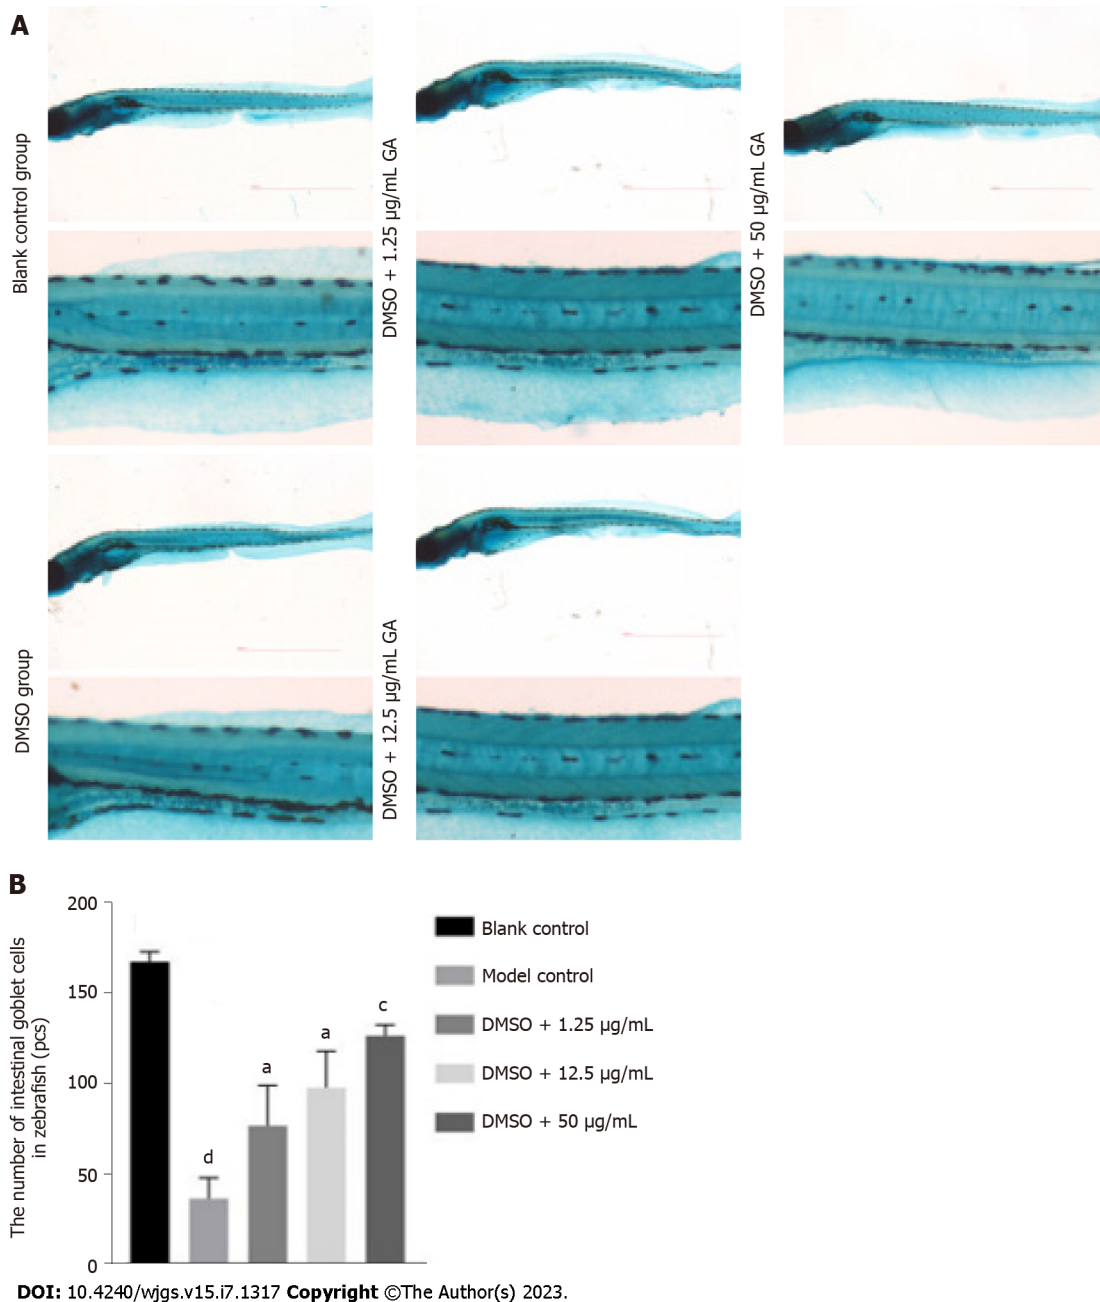 A
Blank control group
DMSO + 1.25 µg/mL GA
DMSO + 50 µg/mL GA
DMSO group
DMSO + 12.5 µg/mL GA
B
The number of intestinal goblet cells
in zebrafish (pcs)
200
150
100
50
0
d
a
a
c
Blank control
Model control
DMSO + 1.25 µg/mL
DMSO + 12.5 µg/mL
DMSO + 50 µg/mL
DOI: 10.4240/wjgs.v15.i7.1317 Copyright ©The Author(s) 2023.